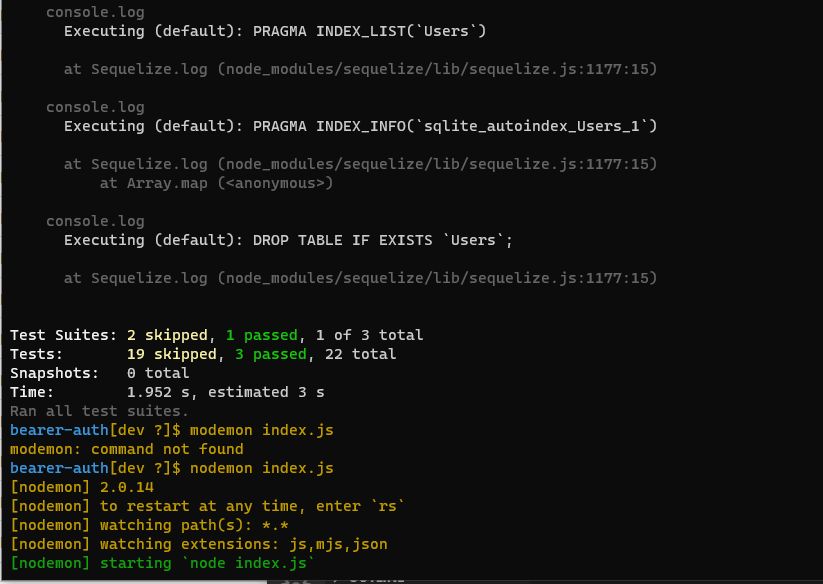 console.log
Executing (default): PRAGMA INDEX_LIST(`Users`)
at Sequelize.log (node_modules/sequelize/lib/sequelize.js:1177:15)
console.log
Executing (default): PRAGMA INDEX_INFO(`sqlite_autoindex_Users_1`)
at Sequelize.log (node_modules/sequelize/lib/sequelize.js:1177:15)
at Array.map (<anonymous>)
console.log
Executing (default): DROP TABLE IF EXISTS `Users`;
at Sequelize.log (node_modules/sequelize/lib/sequelize.js:1177:15)
Test Suites: 2 skipped, 1 passed, 1 of 3 total
Tests: 19 skipped, 3 passed, 22 total
Snapshots: 0 total
Time: 1.952 s, estimated 3 s
Ran all test suites.
bearer-auth[dev ?]$ modemon index.js
modemon: command not found
bearer-auth[dev ?]$ nodemon index.js
[nodemon] 2.0.14
[nodemon] to restart at any time, enter `rs`
[nodemon] watching path(s): *.*
[nodemon] watching extensions: js,mjs,json
[nodemon] starting `node index.js`